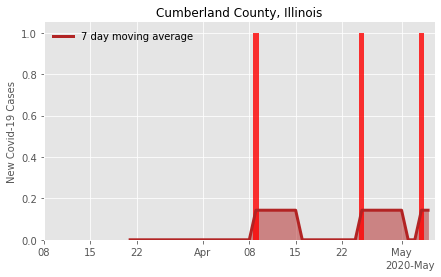 Cumberland County, Illinois
7 day moving average
New Covid-19 Cases
1.0
0.8
0.6
0.4
0.2
0.0
08 15 22 Apr 08 15 22 May
2020-May